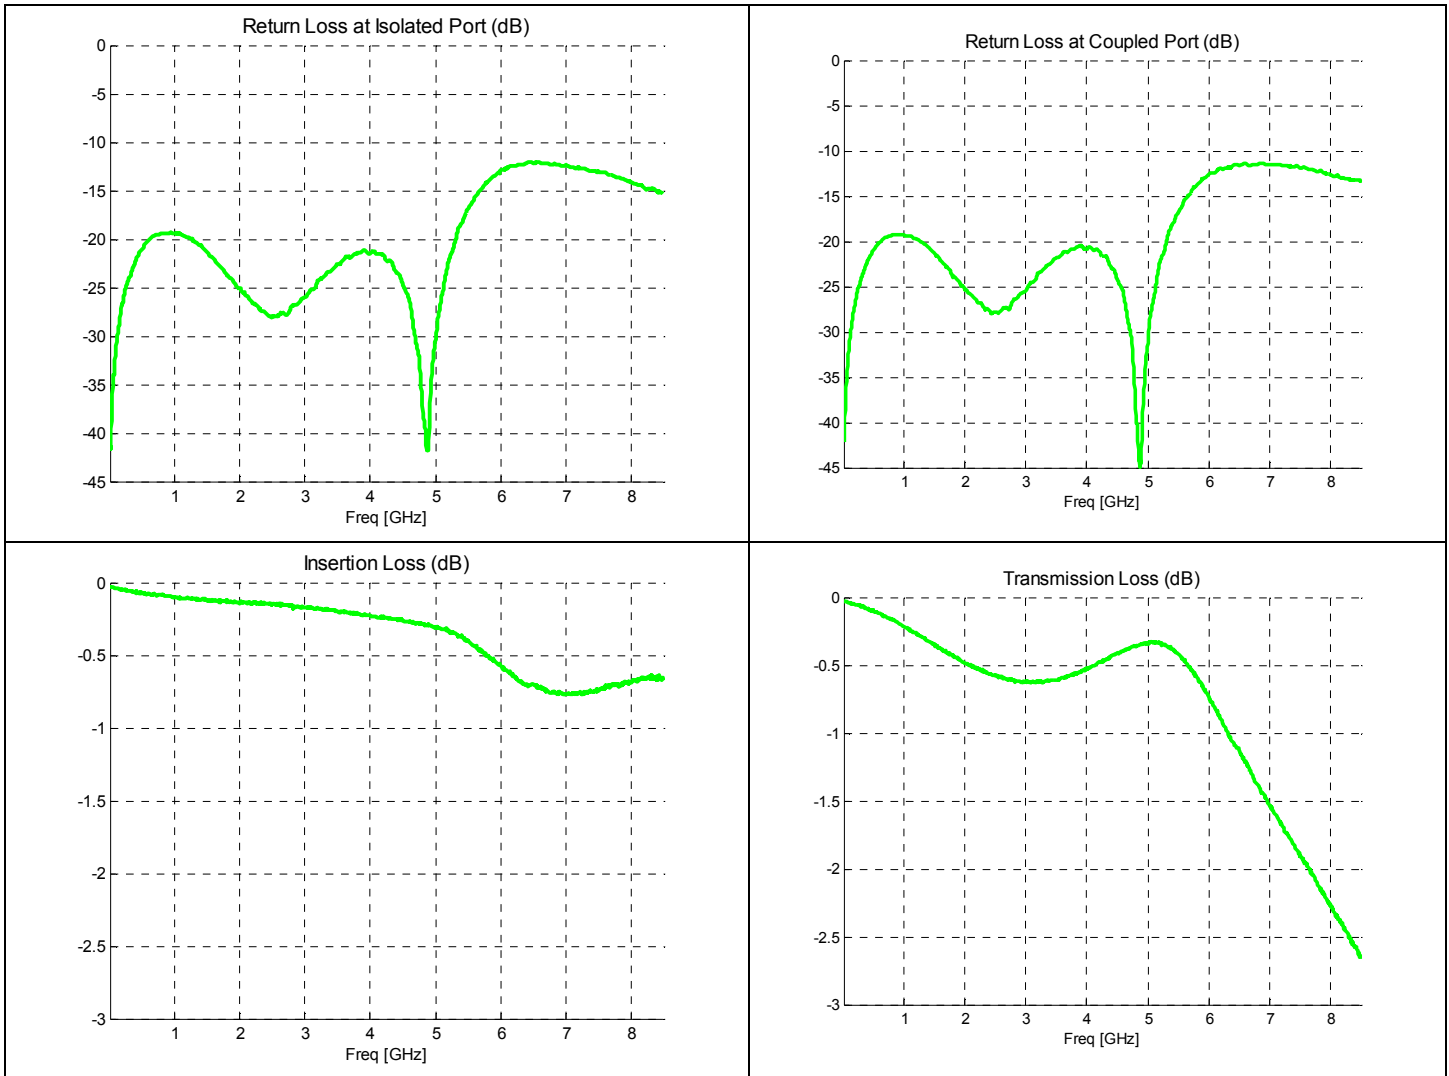 Return Loss at Isolated Port (dB)
0
-5
-10
-15
-20
-25
-30
-35
-40
-45
1 2 3 4 5 6 7 8
Freq [GHz]
Return Loss at Coupled Port (dB)
0
-5
-10
-15
-20
-25
-30
-35
-40
-45
1 2 3 4 5 6 7 8
Freq [GHz]
Insertion Loss (dB)
0
-0.5
-1
-1.5
-2
-2.5
-3
1 2 3 4 5 6 7 8
Freq [GHz]
Transmission Loss (dB)
0
-0.5
-1
-1.5
-2
-2.5
-3
1 2 3 4 5 6 7 8
Freq [GHz]